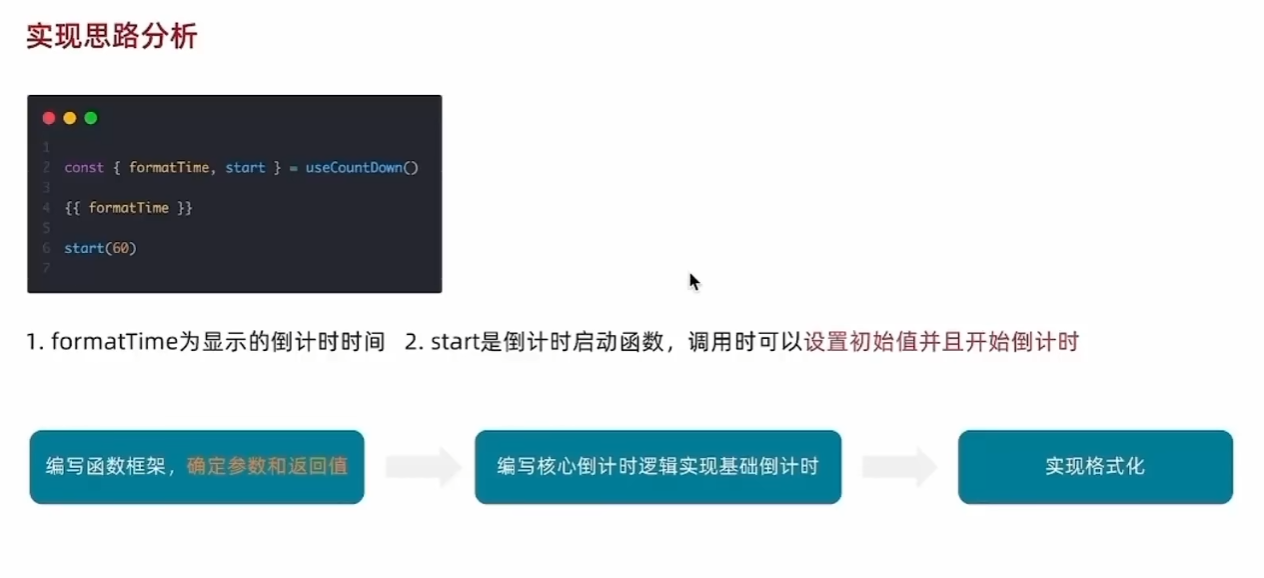 实现思路分析
1
2 const { formatTime, start } = useCountDown()
3
4 {{ formatTime }}
5
6 start(60)
7
1. formatTime为显示的倒计时时间 2. start是倒计时启动函数，调用时可以设置初始值并且开始倒计时
编写函数框架，确定参数和返回值
编写核心倒计时逻辑实现基础倒计时
实现格式化